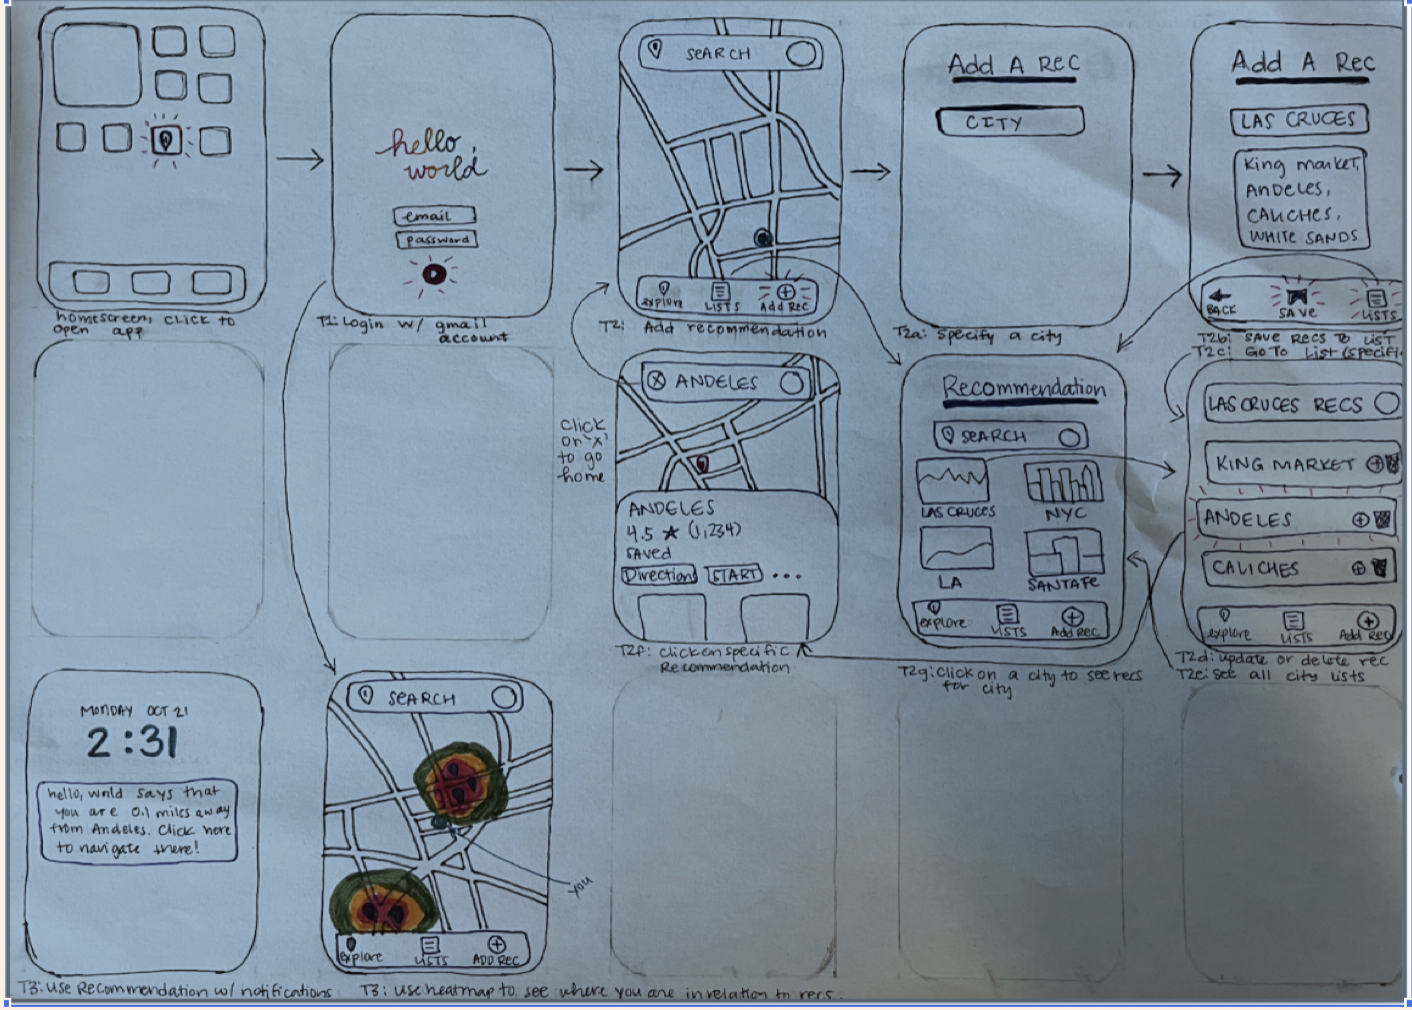 homescreen, click to
open app
hello,
world
email
password
T1: Login w/ gmail
account
SEARCH
explore
LISTS
Add REC
T2: Add recommendation
Add A Rec
CITY
T2a: Specify a city
Add A Rec
LAS CRUCES
King market,
ANDELES,
CALICHES,
WHITE SANDS
BACK
SAVE
LISTS
T2b: SAVE RECS TO LIST
T2c: GO TO List (specifi
click
on 'x'
to go
home
ANDELES
ANDELES
4.5 ★ (1,234)
saved
Directions
START
...
T2f: click on specific
Recommendation
Recommendation
SEARCH
LAS CRUCES
NYC
LA
SANTAFE
explore
LISTS
Add REC
T2g: Click on a city to see recs
for city
LAS CRUCES RECS
KING MARKET
ANDELES
CALICHES
explore
LISTS
Add REC
T2d: update or delete rec
T2e: see all city lists
MONDAY OCT 21
2:31
hello, world says that
you are 0.1 miles away
from Andeles. Click here
to navigate there!
T3: Use Recommendation w/ notifications
SEARCH
you
explore
LISTS
ADD REC
T3: Use heatmap to see where you are in relation to recs.